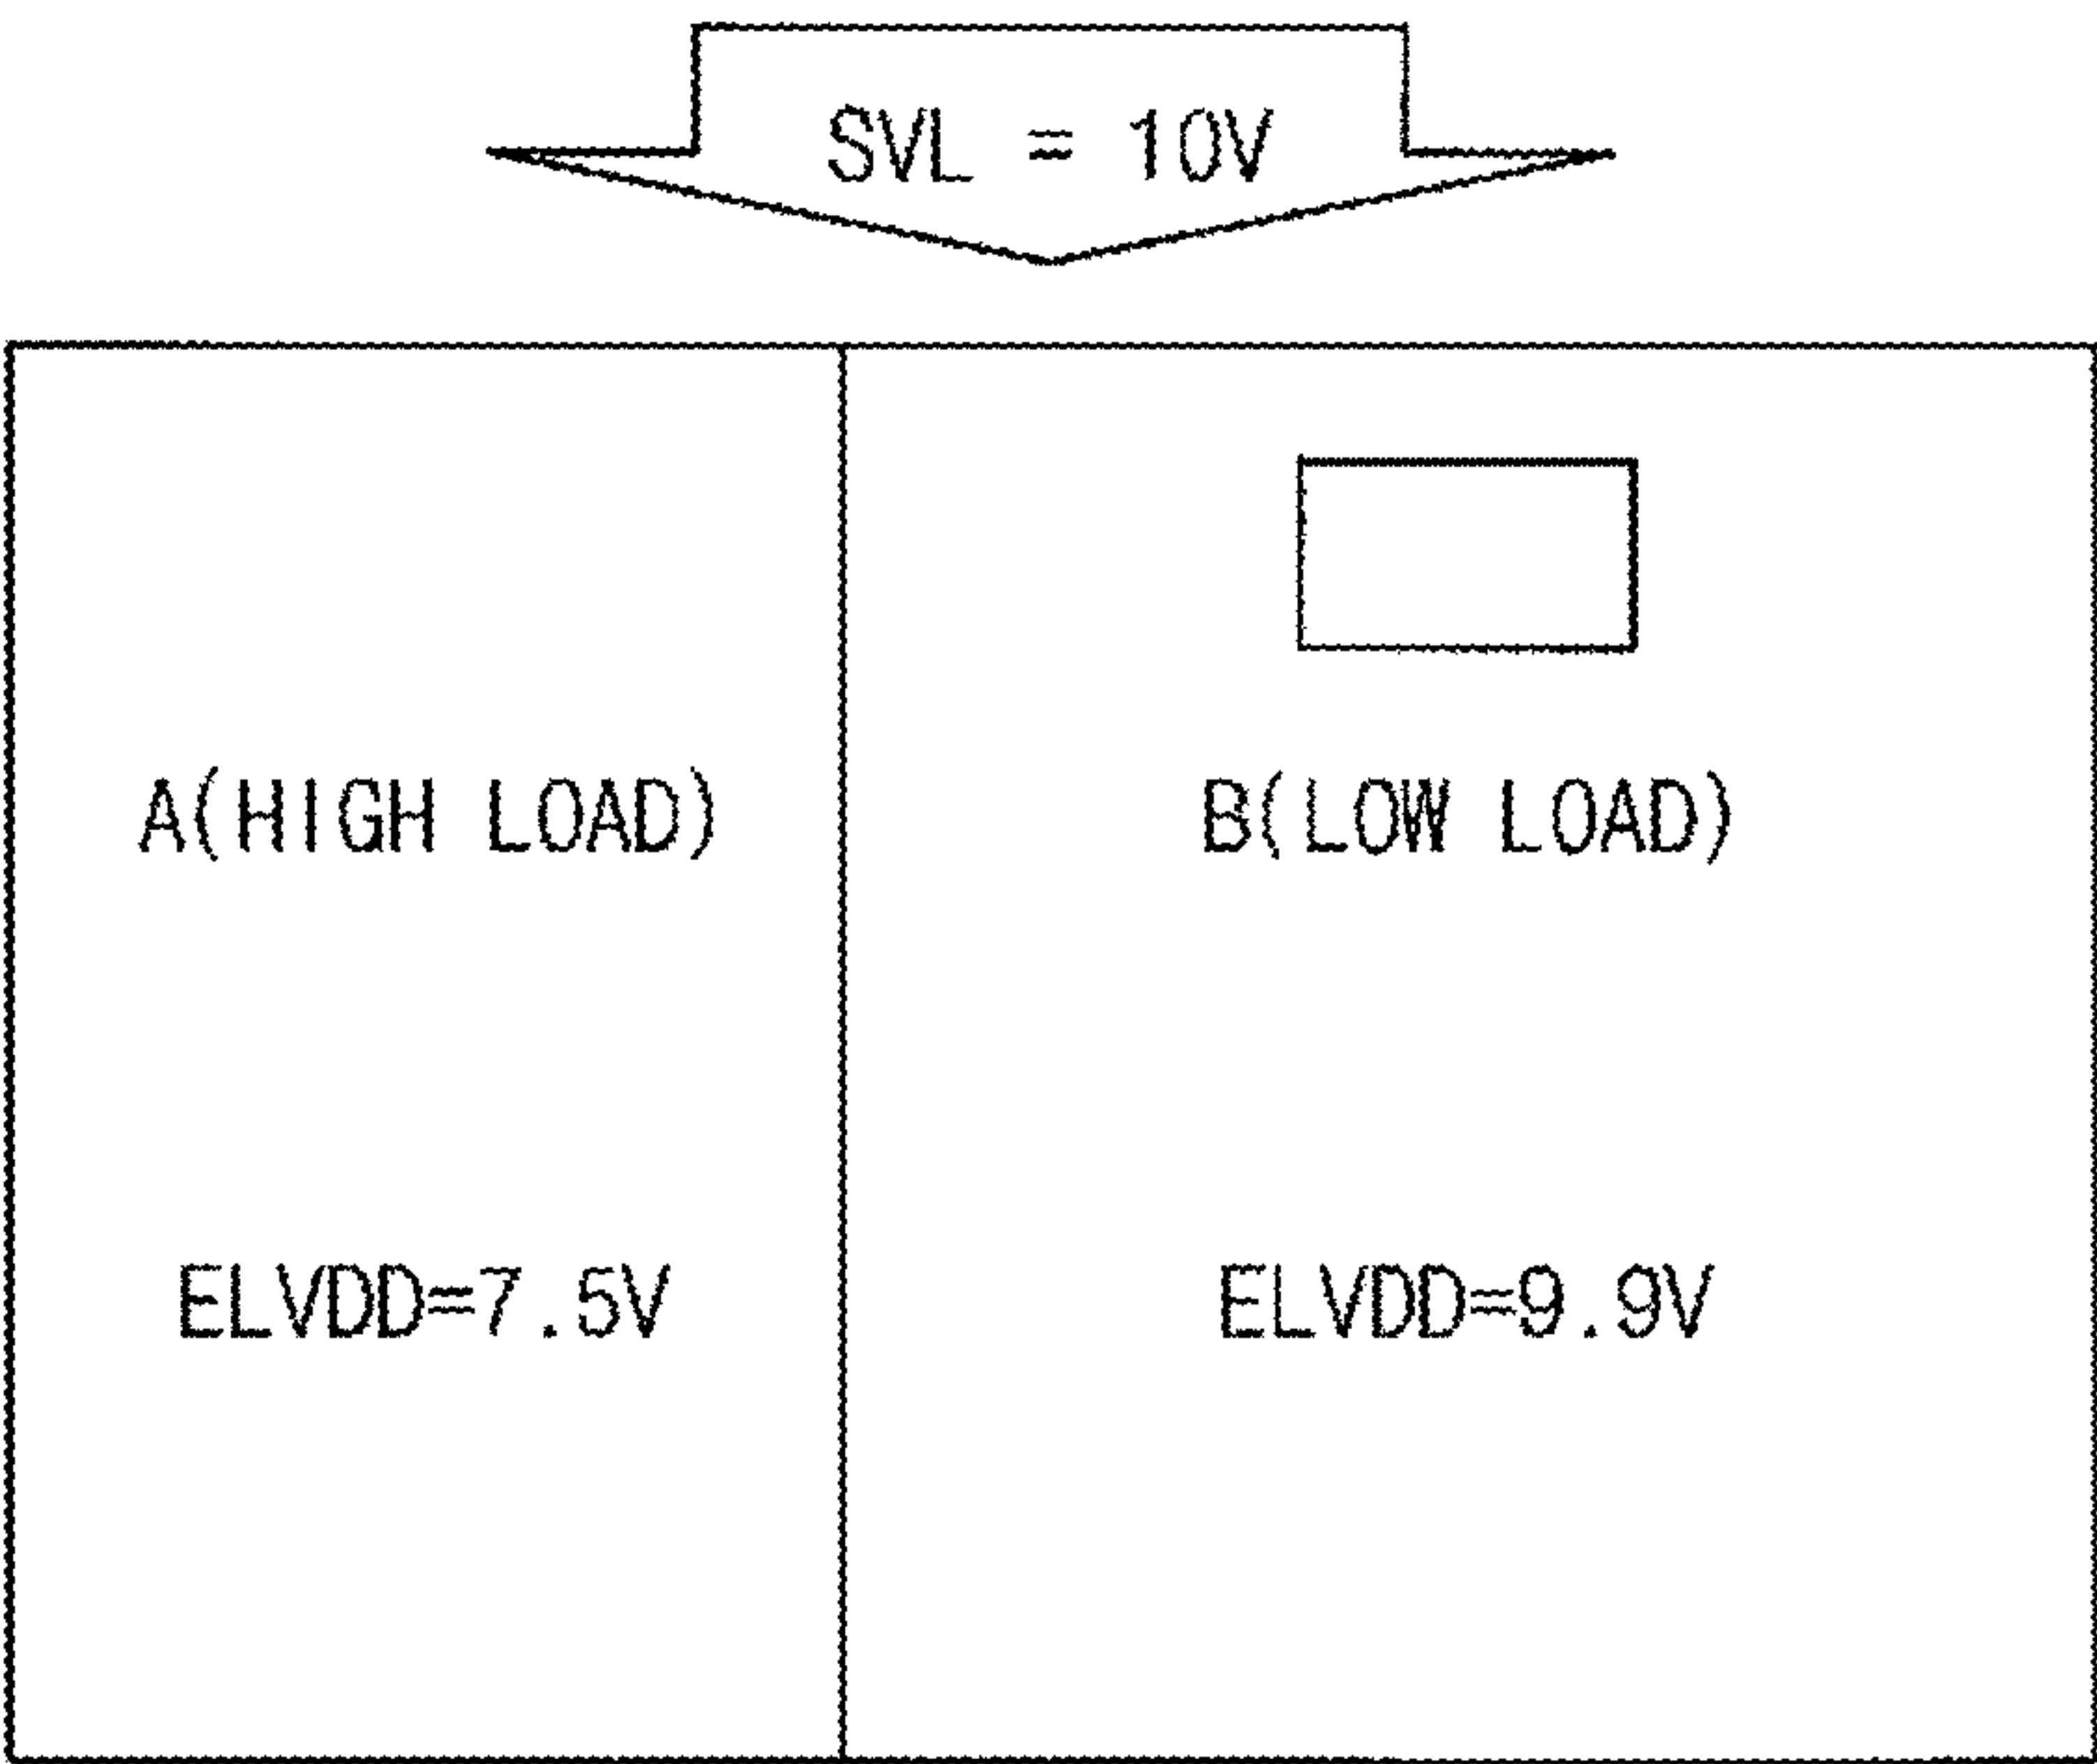 SVL = 10V
A(HIGH LOAD)
B(LOW LOAD)
ELVDD=7.5V
ELVDD=9.9V